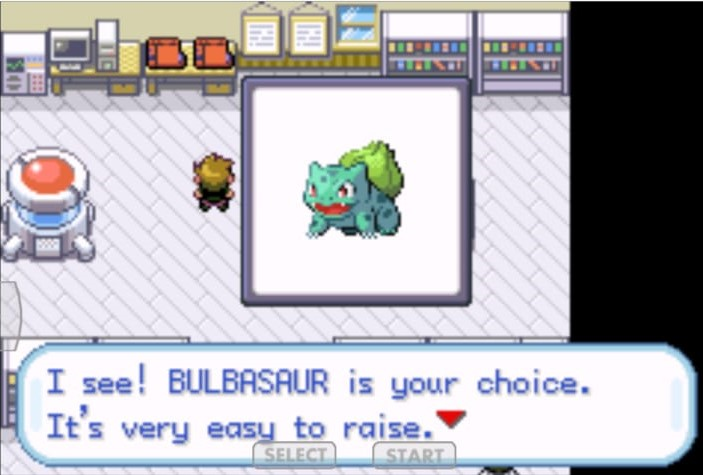 I see! BULBASAUR is your choice.
It's very easy to raise.
SELECT
START